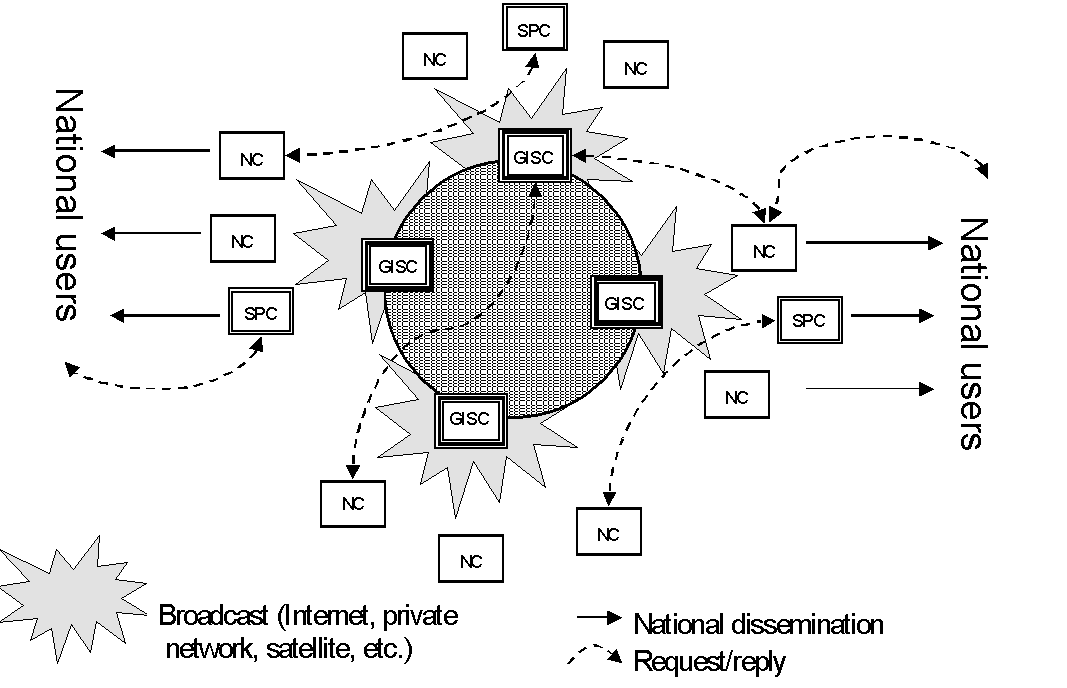 SPC
NC
NC
National users
NC
GISC
NC
GISC
NC
SPC
GISC
SPC
National users
NC
GISC
NC
NC
NC
Broadcast (Internet, private
network, satellite, etc.)
National dissemination
Request/reply